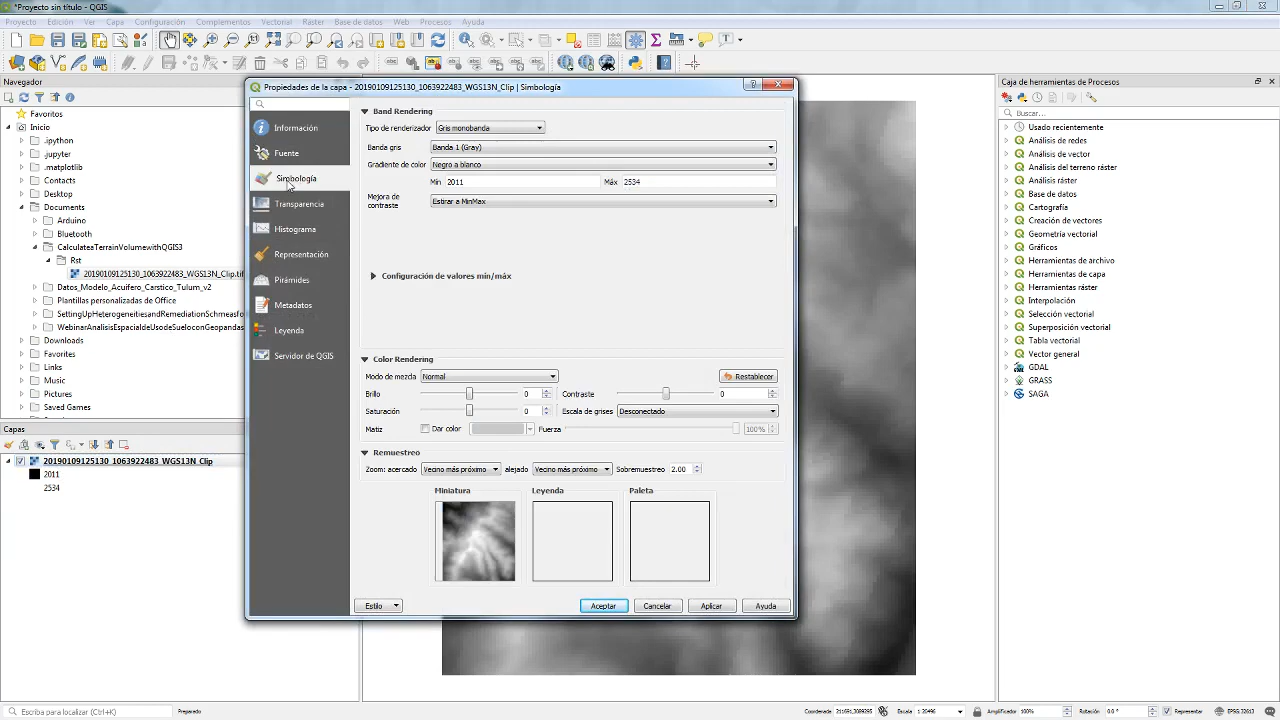 *Proyecto sin título - QGIS
Proyecto Edición Ver Capa Configuración Complementos Vectorial Ráster Base de datos Web Procesos Ayuda
Navegador
Favorites
Inicio
.ipython
.jupyter
.matplotlib
Contacts
Desktop
Documents
Arduino
Bluetooth
CalculateaTerrainVolumewithQGIS3
Rst
20190109125130_1063922483_WGS13N_Clip.tif
Datos_Modelo_Acuifero_Carstico_Tulum_v2
Plantillas personalizadas de Office
SettingUpHeterogeneitiesandRemediationSchmeasfo
WebinarAnalisisEspacialdeUsodeSueloconGeopandas
Downloads
Favorites
Links
Music
Pictures
Saved Games
Capas
20190109125130_1063922483_WGS13N_Clip
2011
2534
Propiedades de la capa - 20190109125130_1063922483_WGS13N_Clip | Simbología
Información
Fuente
Simbología
Transparencia
Histograma
Representación
Pirámides
Metadatos
Leyenda
Servidor de QGIS
Band Rendering
Tipo de renderizador Gris monobanda
Banda gris Banda 1 (Gray)
Gradiente de color Negro a blanco
Min 2011 Máx 2534
Mejora de contraste Estirar a MinMax
Configuración de valores mín/máx
Color Rendering
Modo de mezcla Normal Restablecer
Brillo 0 Contraste 0
Saturación 0 Escala de grises Desconectado
Matiz Dar color Fuerza 100%
Remuestreo
Zoom: acercado Vecino más próximo alejado Vecino más próximo Sobremuestreo 2.00
Miniatura Leyenda Paleta
Estilo Aceptar Cancelar Aplicar Ayuda
Caja de herramientas de Procesos
Buscar...
Usado recientemente
Análisis de redes
Análisis de vector
Análisis del terreno ráster
Análisis ráster
Base de datos
Cartografía
Creación de vectores
Geometría vectorial
Gráficos
Herramientas de archivo
Herramientas de capa
Herramientas ráster
Interpolación
Selección vectorial
Superposición vectorial
Tabla vectorial
Vector general
GDAL
GRASS
SAGA
Escriba para localizar (Ctrl+K) Preparado Coordenada Escala 1:20496 Amplificador 100% Rotación 0.0 ° Representar EPSG:32613